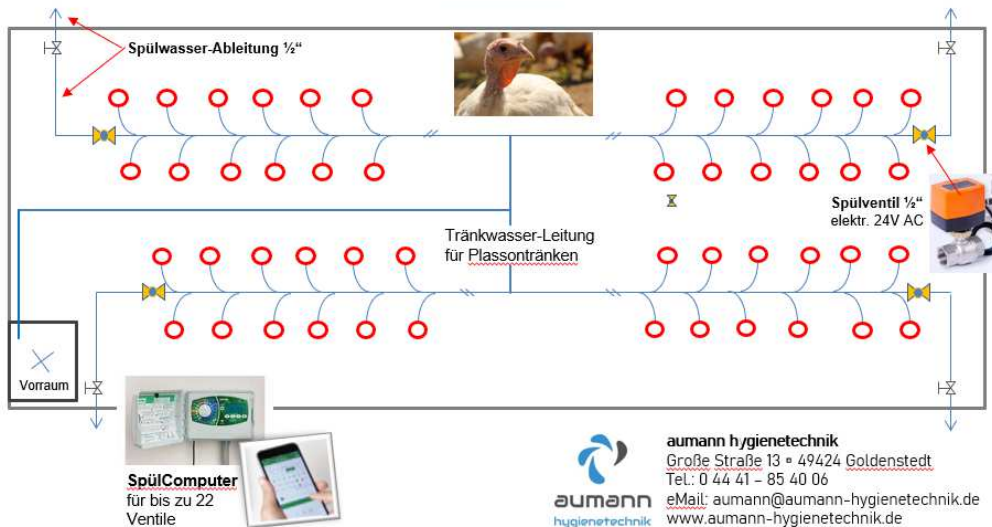 Spülwasser-Ableitung ½“
Spülventil ½“
elektr. 24V AC
Tränkwasser-Leitung
für Plassontränken
Vorraum
SpülComputer
für bis zu 22
Ventile
aumann
hygienetechnik
aumann hygienetechnik
Große Straße 13 ▫ 49424 Goldenstedt
Tel.: 0 44 41 – 85 40 06
eMail: aumann@aumann-hygienetechnik.de
www.aumann-hygienetechnik.de